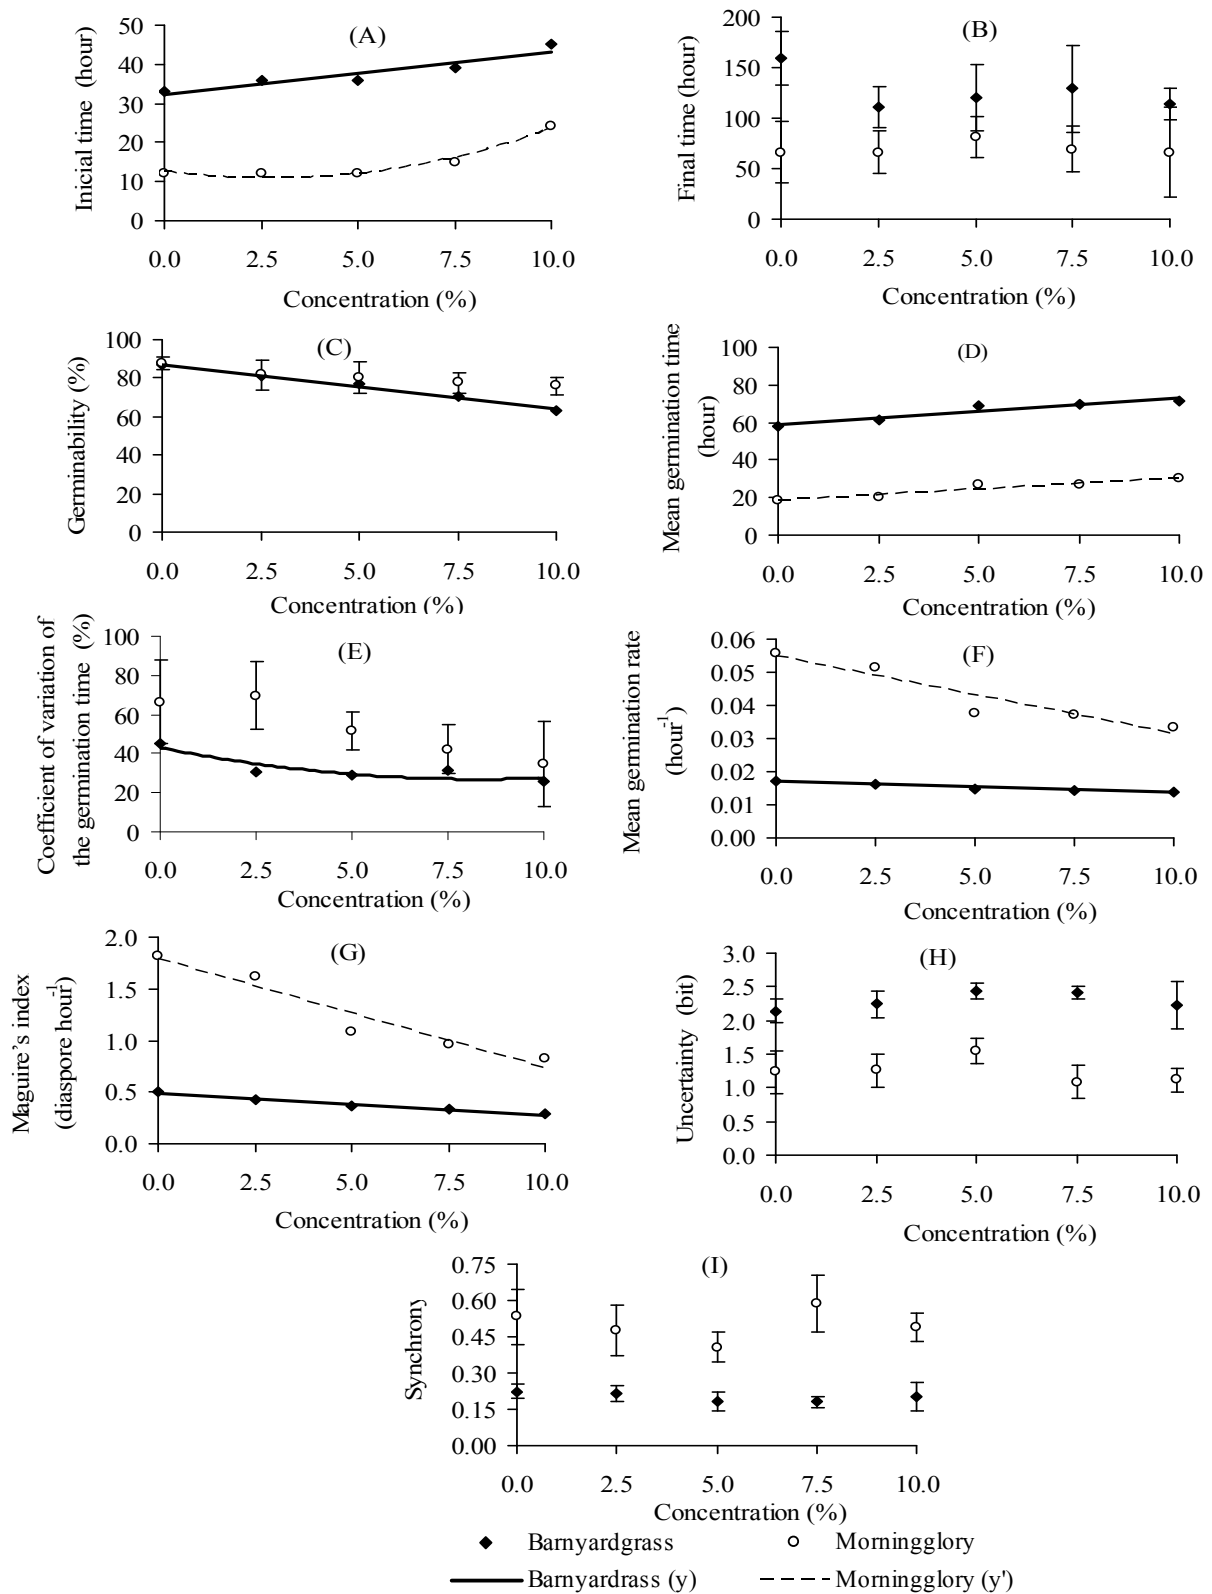 (A)
Inicial time (hour)
50
40
30
20
10
0
0.0 2.5 5.0 7.5 10.0
Concentration (%)
(B)
Final time (hour)
200
150
100
50
0
0.0 2.5 5.0 7.5 10.0
Concentration (%)
(C)
Germinability (%)
100
80
60
40
20
0
0.0 2.5 5.0 7.5 10.0
Concentration (%)
(D)
Mean germination time
(hour)
100
80
60
40
20
0
0.0 2.5 5.0 7.5 10.0
Concentration (%)
(E)
Coefficient of variation of
the germination time (%)
100
80
60
40
20
0
0.0 2.5 5.0 7.5 10.0
Concentration (%)
(F)
Mean germination rate
(hour-1)
0.06
0.05
0.04
0.03
0.02
0.01
0.00
0.0 2.5 5.0 7.5 10.0
Concentration (%)
(G)
Maguire's index
(diaspore hour-1)
2.0
1.5
1.0
0.5
0.0
0.0 2.5 5.0 7.5 10.0
Concentration (%)
(H)
Uncertainty (bit)
3.0
2.5
2.0
1.5
1.0
0.5
0.0
0.0 2.5 5.0 7.5 10.0
Concentration (%)
(I)
Synchrony
0.75
0.60
0.45
0.30
0.15
0.00
0.0 2.5 5.0 7.5 10.0
Concentration (%)
Barnyardgrass Morningglory
Barnyardrass (y) Morningglory (y')